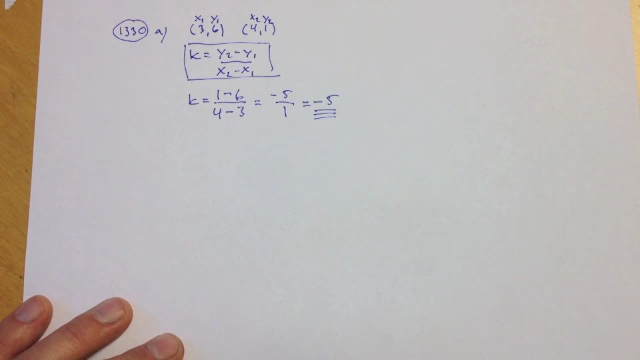 x₁ y₁ x₂ y₂
1330 a) (3,6) (4,1)
k = y₂-y₁ / x₂-x₁
k = 1-6 / 4-3 = -5 / 1 = -5